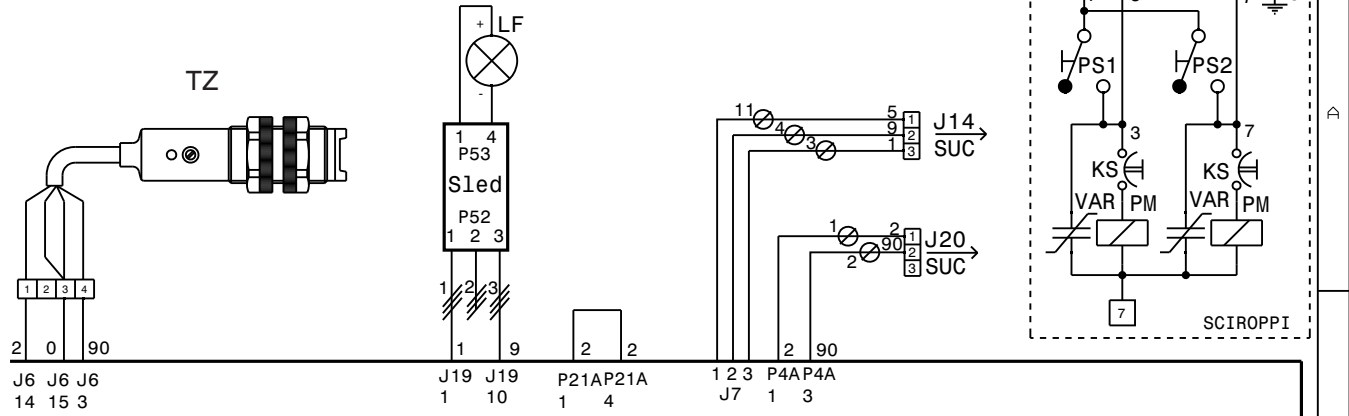 TZ
+ LF
-
1 4
P53
Sled
P52
1 2 3
1 2 3
1 2 3 4
2 0 90
J6 J6 J6
14 15 3
1 9
J19 J19
1 10
2 2
P21A P21A
1 4
11 5 1 J14
4 9 2
3 1 3 SUC
1 2 1 J20
2 90 2
3 SUC
1 2 3
J7
2 90
P4A P4A
1 3
PS1 PS2
3 7
KS KS
VAR PM VAR PM
7
SCIROPPI
A